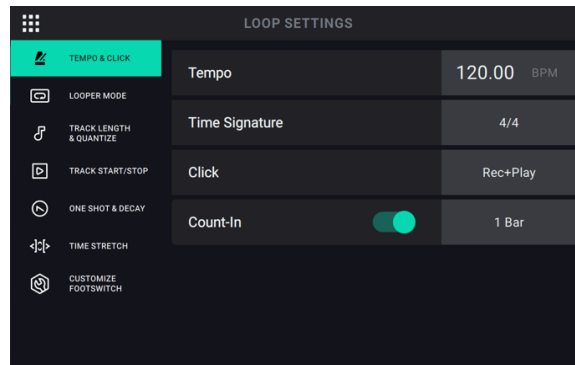 LOOP SETTINGS
TEMPO & CLICK
LOOPER MODE
TRACK LENGTH
& QUANTIZE
TRACK START/STOP
ONE SHOT & DECAY
TIME STRETCH
CUSTOMIZE
FOOTSWITCH
Tempo 120.00 BPM
Time Signature 4/4
Click Rec+Play
Count-In 1 Bar